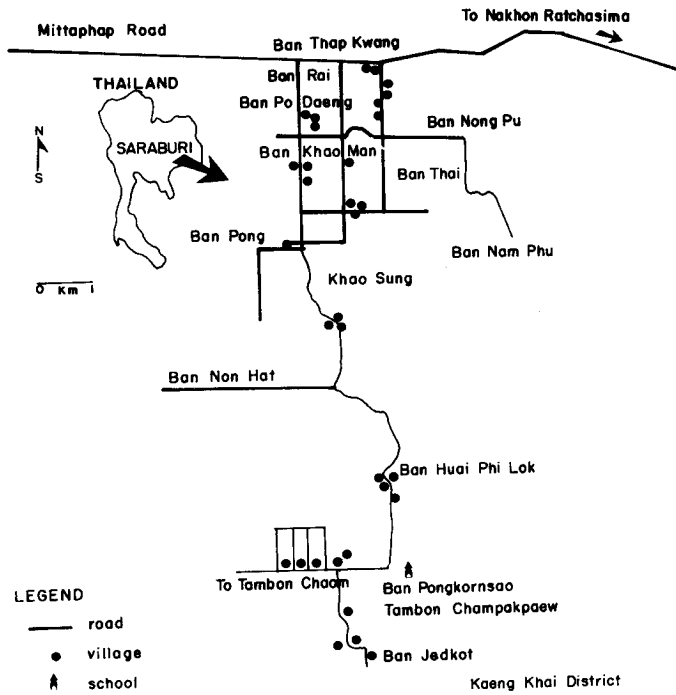 To Nakhon Ratchasima
Mittaphap Road
Ban Thap Kwang
Ban Rai
THAILAND
Ban Po Daeng
Ban Nong Pu
N
SARABURI
Ban Khao Man
S
Ban Thai
Ban Pong
Ban Nam Phu
Khao Sung
0 Km 1
Ban Non Hat
Ban Huai Phi Lok
To Tambon Chaom
Ban Pongkornsao
Tambon Champakpaew
LEGEND
road
village
Ban Jedkot
school
Kaeng Khai District